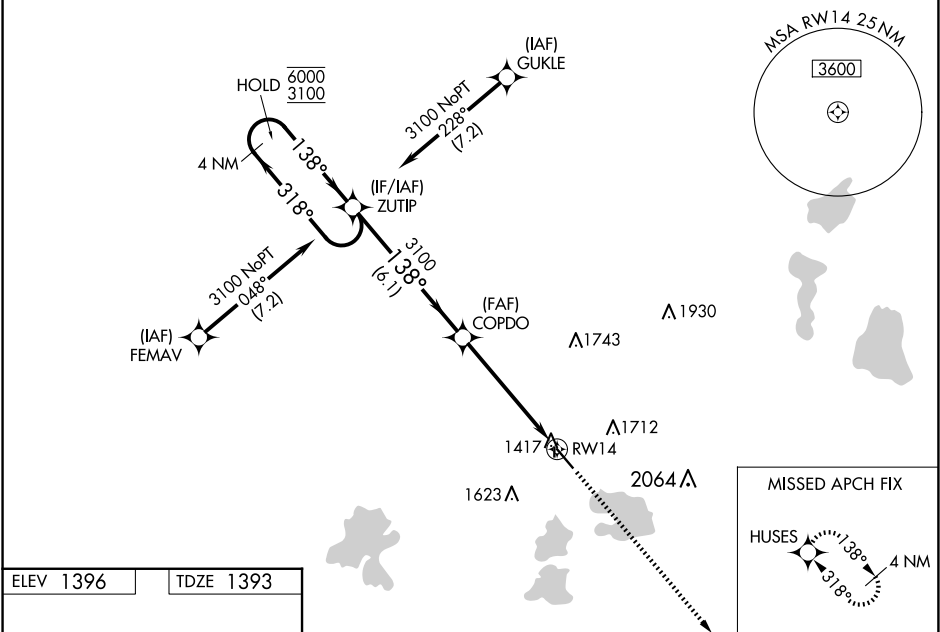 MSA RW14 25 NM
3600
(IAF)
GUKLE
HOLD
6000
3100
3100 NoPT
228°
(7.2)
4 NM
138°
318°
(IF/IAF)
ZUTIP
3100
138°
(6.1)
3100 NoPT
048°
(7.2)
(IAF)
FEMAV
(FAF)
COPDO
1930
1743
1712
1417
RW14
2064
1623
MISSED APCH FIX
HUSES
138°
318°
4 NM
ELEV 1396
TDZE 1393